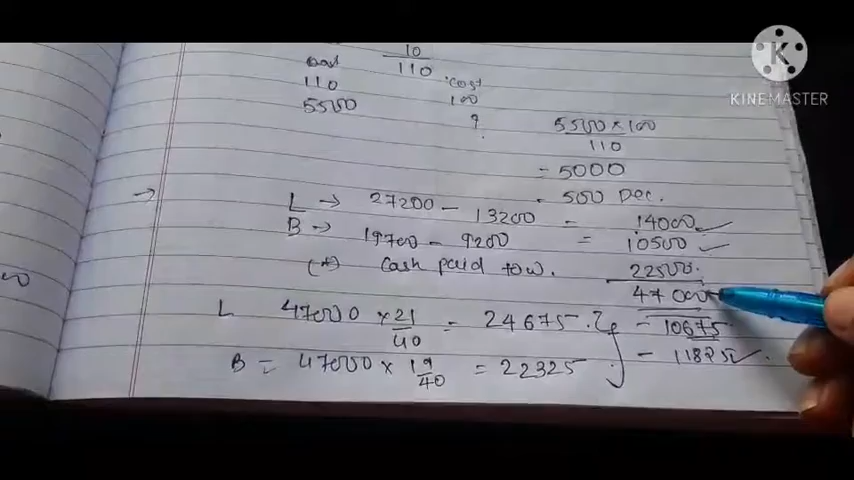 10
110
110
cost
100
5500
?
5500 × 100
110
= 5000
- 500 Dec.
L → 27200 - 13200 = 14000
B → 19700 - 9200 = 10500
(+) Cash paid to W. 22500
47000
L 47000 × 21/40 = 24675 - 10675
B = 47000 × 19/40 = 22325 - 11825
K
KINEMASTER